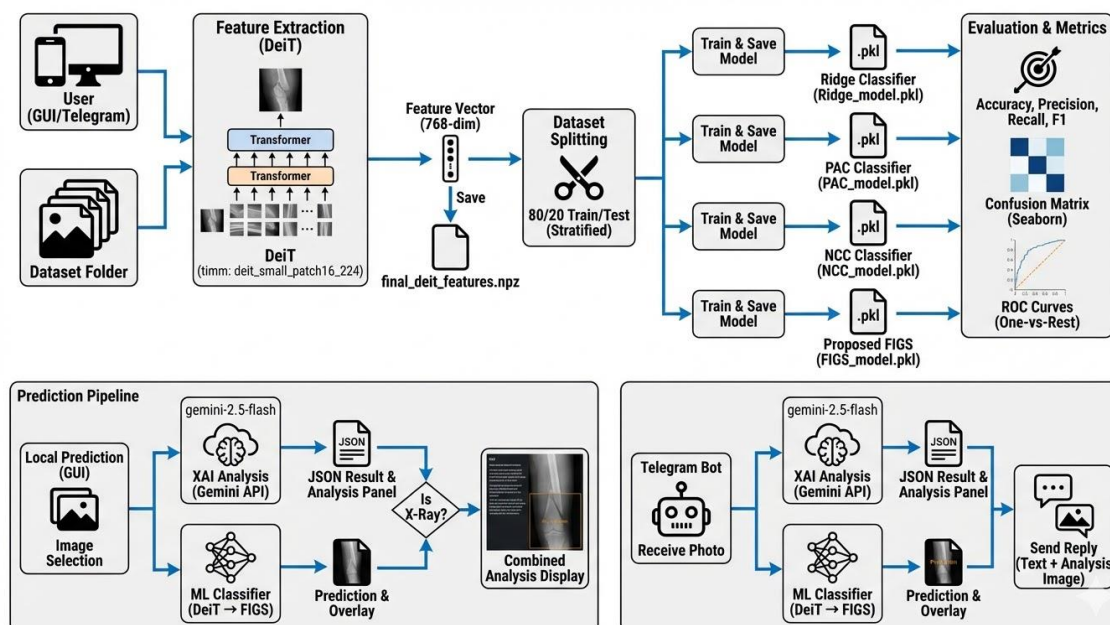 User
(GUI/Telegram)
Dataset Folder
Feature Extraction
(DeiT)
Transformer
Transformer
DeiT
(timm: deit_small_patch16_224)
Feature Vector
(768-dim)
Save
final_deit_features.npz
Dataset
Splitting
80/20 Train/Test
(Stratified)
Train & Save
Model
.pkl
Ridge Classifier
(Ridge_model.pkl)
Train & Save
Model
.pkl
PAC Classifier
(PAC_model.pkl)
Train & Save
Model
.pkl
NCC Classifier
(NCC_model.pkl)
Train & Save
Model
.pkl
Proposed FIGS
(FIGS_model.pkl)
Evaluation & Metrics
Accuracy, Precision,
Recall, F1
Confusion Matrix
(Seaborn)
ROC Curves
(One-vs-Rest)
Prediction Pipeline
Local Prediction
(GUI)
Image
Selection
gemini-2.5-flash
XAI Analysis
(Gemini API)
JSON
JSON Result &
Analysis Panel
ML Classifier
(DeiT → FIGS)
Prediction &
Overlay
Is
X-Ray?
Combined
Analysis Display
Telegram Bot
Receive Photo
gemini-2.5-flash
XAI Analysis
(Gemini API)
JSON
JSON Result &
Analysis Panel
ML Classifier
(DeiT → FIGS)
Prediction &
Overlay
Send Reply
(Text + Analysis
Image)